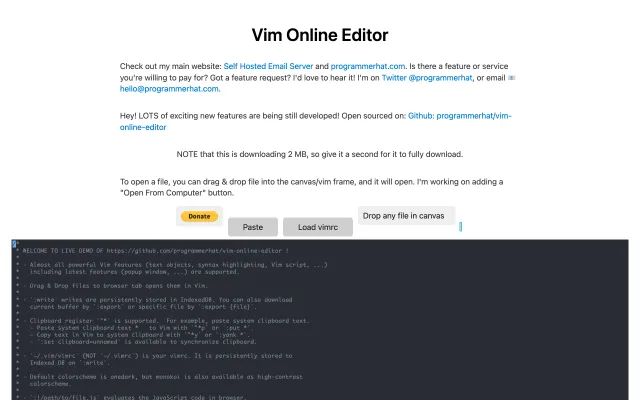 Vim Online Editor
Check out my main website: Self Hosted Email Server and programmerhat.com. Is there a feature or service
you're willing to pay for? Got a feature request? I'd love to hear it! I'm on Twitter @programmerhat, or email 📧
hello@programmerhat.com.
Hey! LOTS of exciting new features are being still developed! Open sourced on: Github: programmerhat/vim-
online-editor
NOTE that this is downloading 2 MB, so give it a second for it to fully download.
To open a file, you can drag & drop file into the canvas/vim frame, and it will open. I'm working on adding a
"Open From Computer" button.
Donate
Paste
Load vimrc
Drop any file in canvas
/*
* WELCOME TO LIVE DEMO OF https://github.com/programmerhat/vim-online-editor !
*
* - Almost all powerful Vim features (text objects, syntax highlighting, Vim script, ...)
*   including latest features (popup window, ...) are supported.
*
* - Drag & Drop files to browser tab opens them in Vim.
*
* - `:write` writes are persistently stored in IndexedDB. You can also download
*   current buffer by `:export` or specific file by `:export {file}`.
*
* - Clipboard register `"*` is supported. For example, paste system clipboard text.
*   - Paste system clipboard text *   to Vim with `"*p` or `:put *`.
*   - Copy text in Vim to system clipboard with `"*y` or `:yank *`.
*   - `:set clipboard=unnamed` is available to synchronize clipboard.
*
* - `~/.vim/vimrc` (NOT `~/.vimrc`) is your vimrc. It is persistently stored to
*   Indexed DB on `:write`.
*
* - Default colorscheme is onedark, but monokai is also available as high-contrast
*   colorscheme.
*
* - `:!/path/to/file.js` evaluates the JavaScript code in browser.